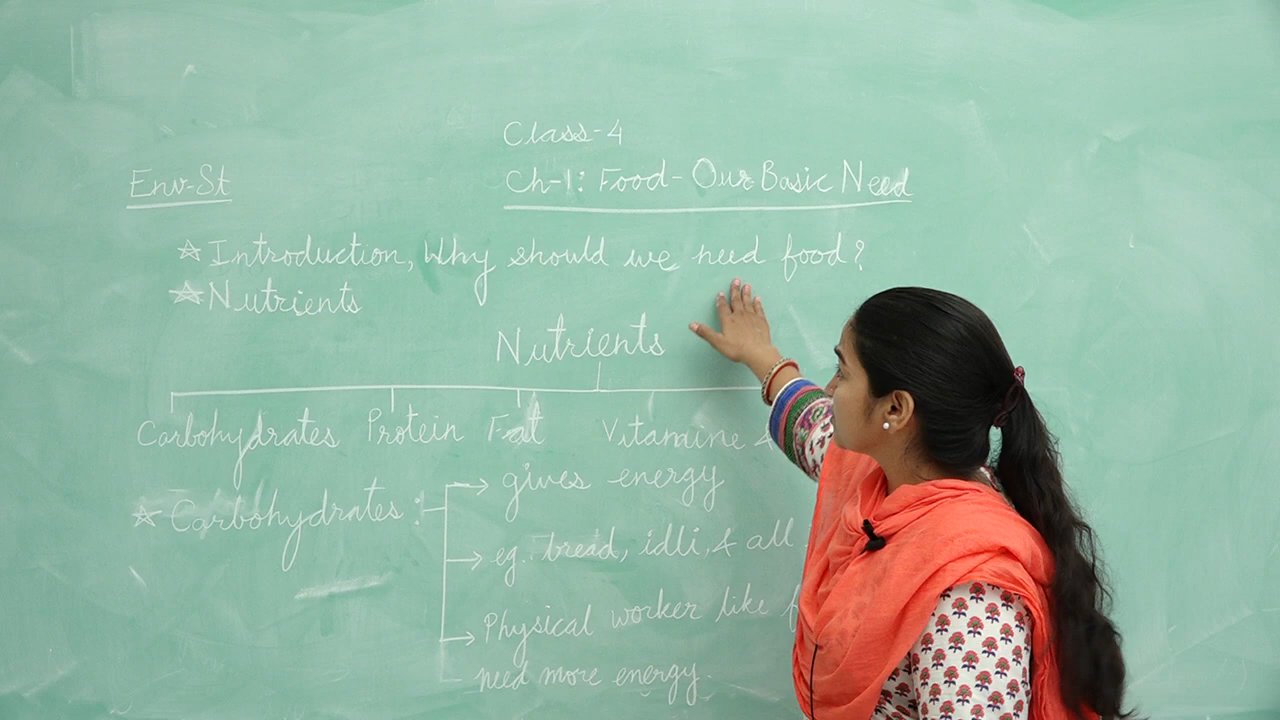 Class-4
Env-St
Ch-1: Food-Our Basic Need
☆ Introduction, Why should we need food?
☆ Nutrients
Nutrients
Carbohydrates Protein Fat Vitamine &
☆ Carbohydrates :
→ gives energy
→ eg.. bread, idli, & all
→ Physical worker like
need more energy.